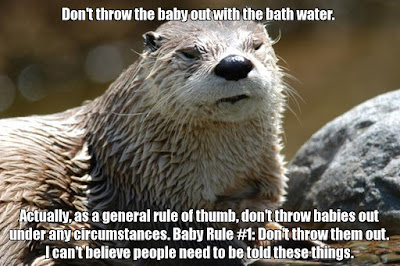 Don't throw the baby out with the bath water.
Actually, as a general rule of thumb, don't throw babies out
under any circumstances. Baby Rule #1: Don't throw them out.
I can't believe people need to be told these things.